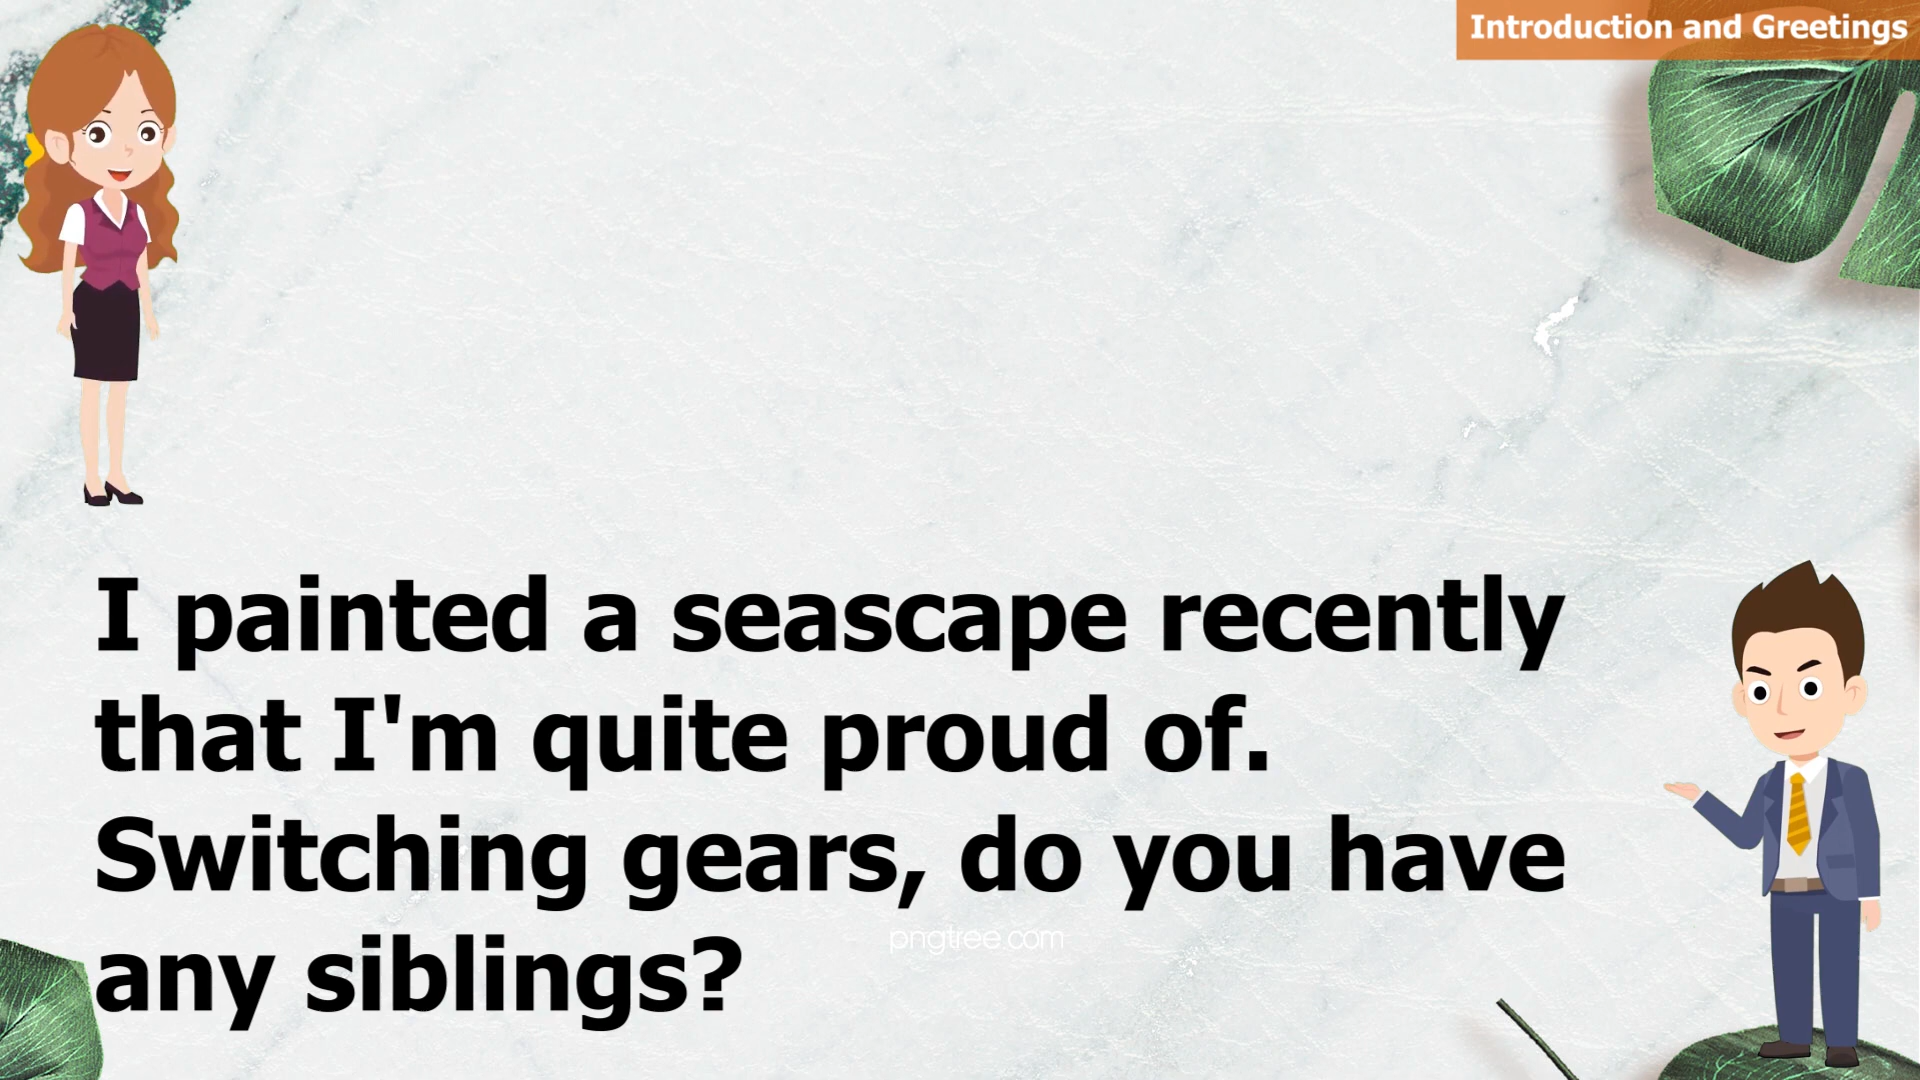 Introduction and Greetings
I painted a seascape recently
that I'm quite proud of.
Switching gears, do you have
any siblings?
pngtree.com